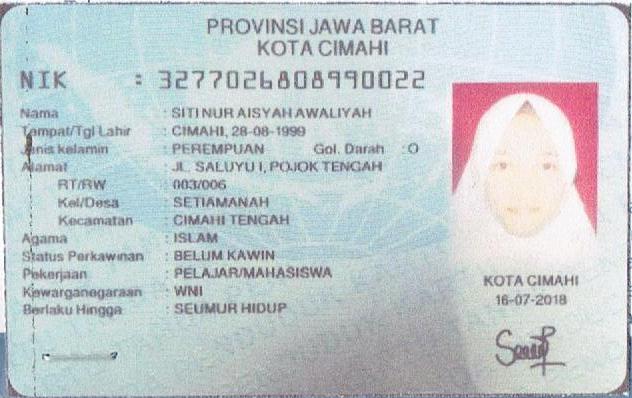 PROVINSI JAWA BARAT
KOTA CIMAHI
NIK : 3277026808990022
Nama : SITI NUR AISYAH AWALIYAH
Tempat/Tgl Lahir : CIMAHI, 28-08-1999
Jenis kelamin : PEREMPUAN Gol. Darah : O
Alamat : JL. SALUYU I, POJOK TENGAH
RT/RW : 003/006
Kel/Desa : SETIAMANAH
Kecamatan : CIMAHI TENGAH
Agama : ISLAM
Status Perkawinan : BELUM KAWIN
Pekerjaan : PELAJAR/MAHASISWA
Kewarganegaraan : WNI
Berlaku Hingga : SEUMUR HIDUP
KOTA CIMAHI
16-07-2018